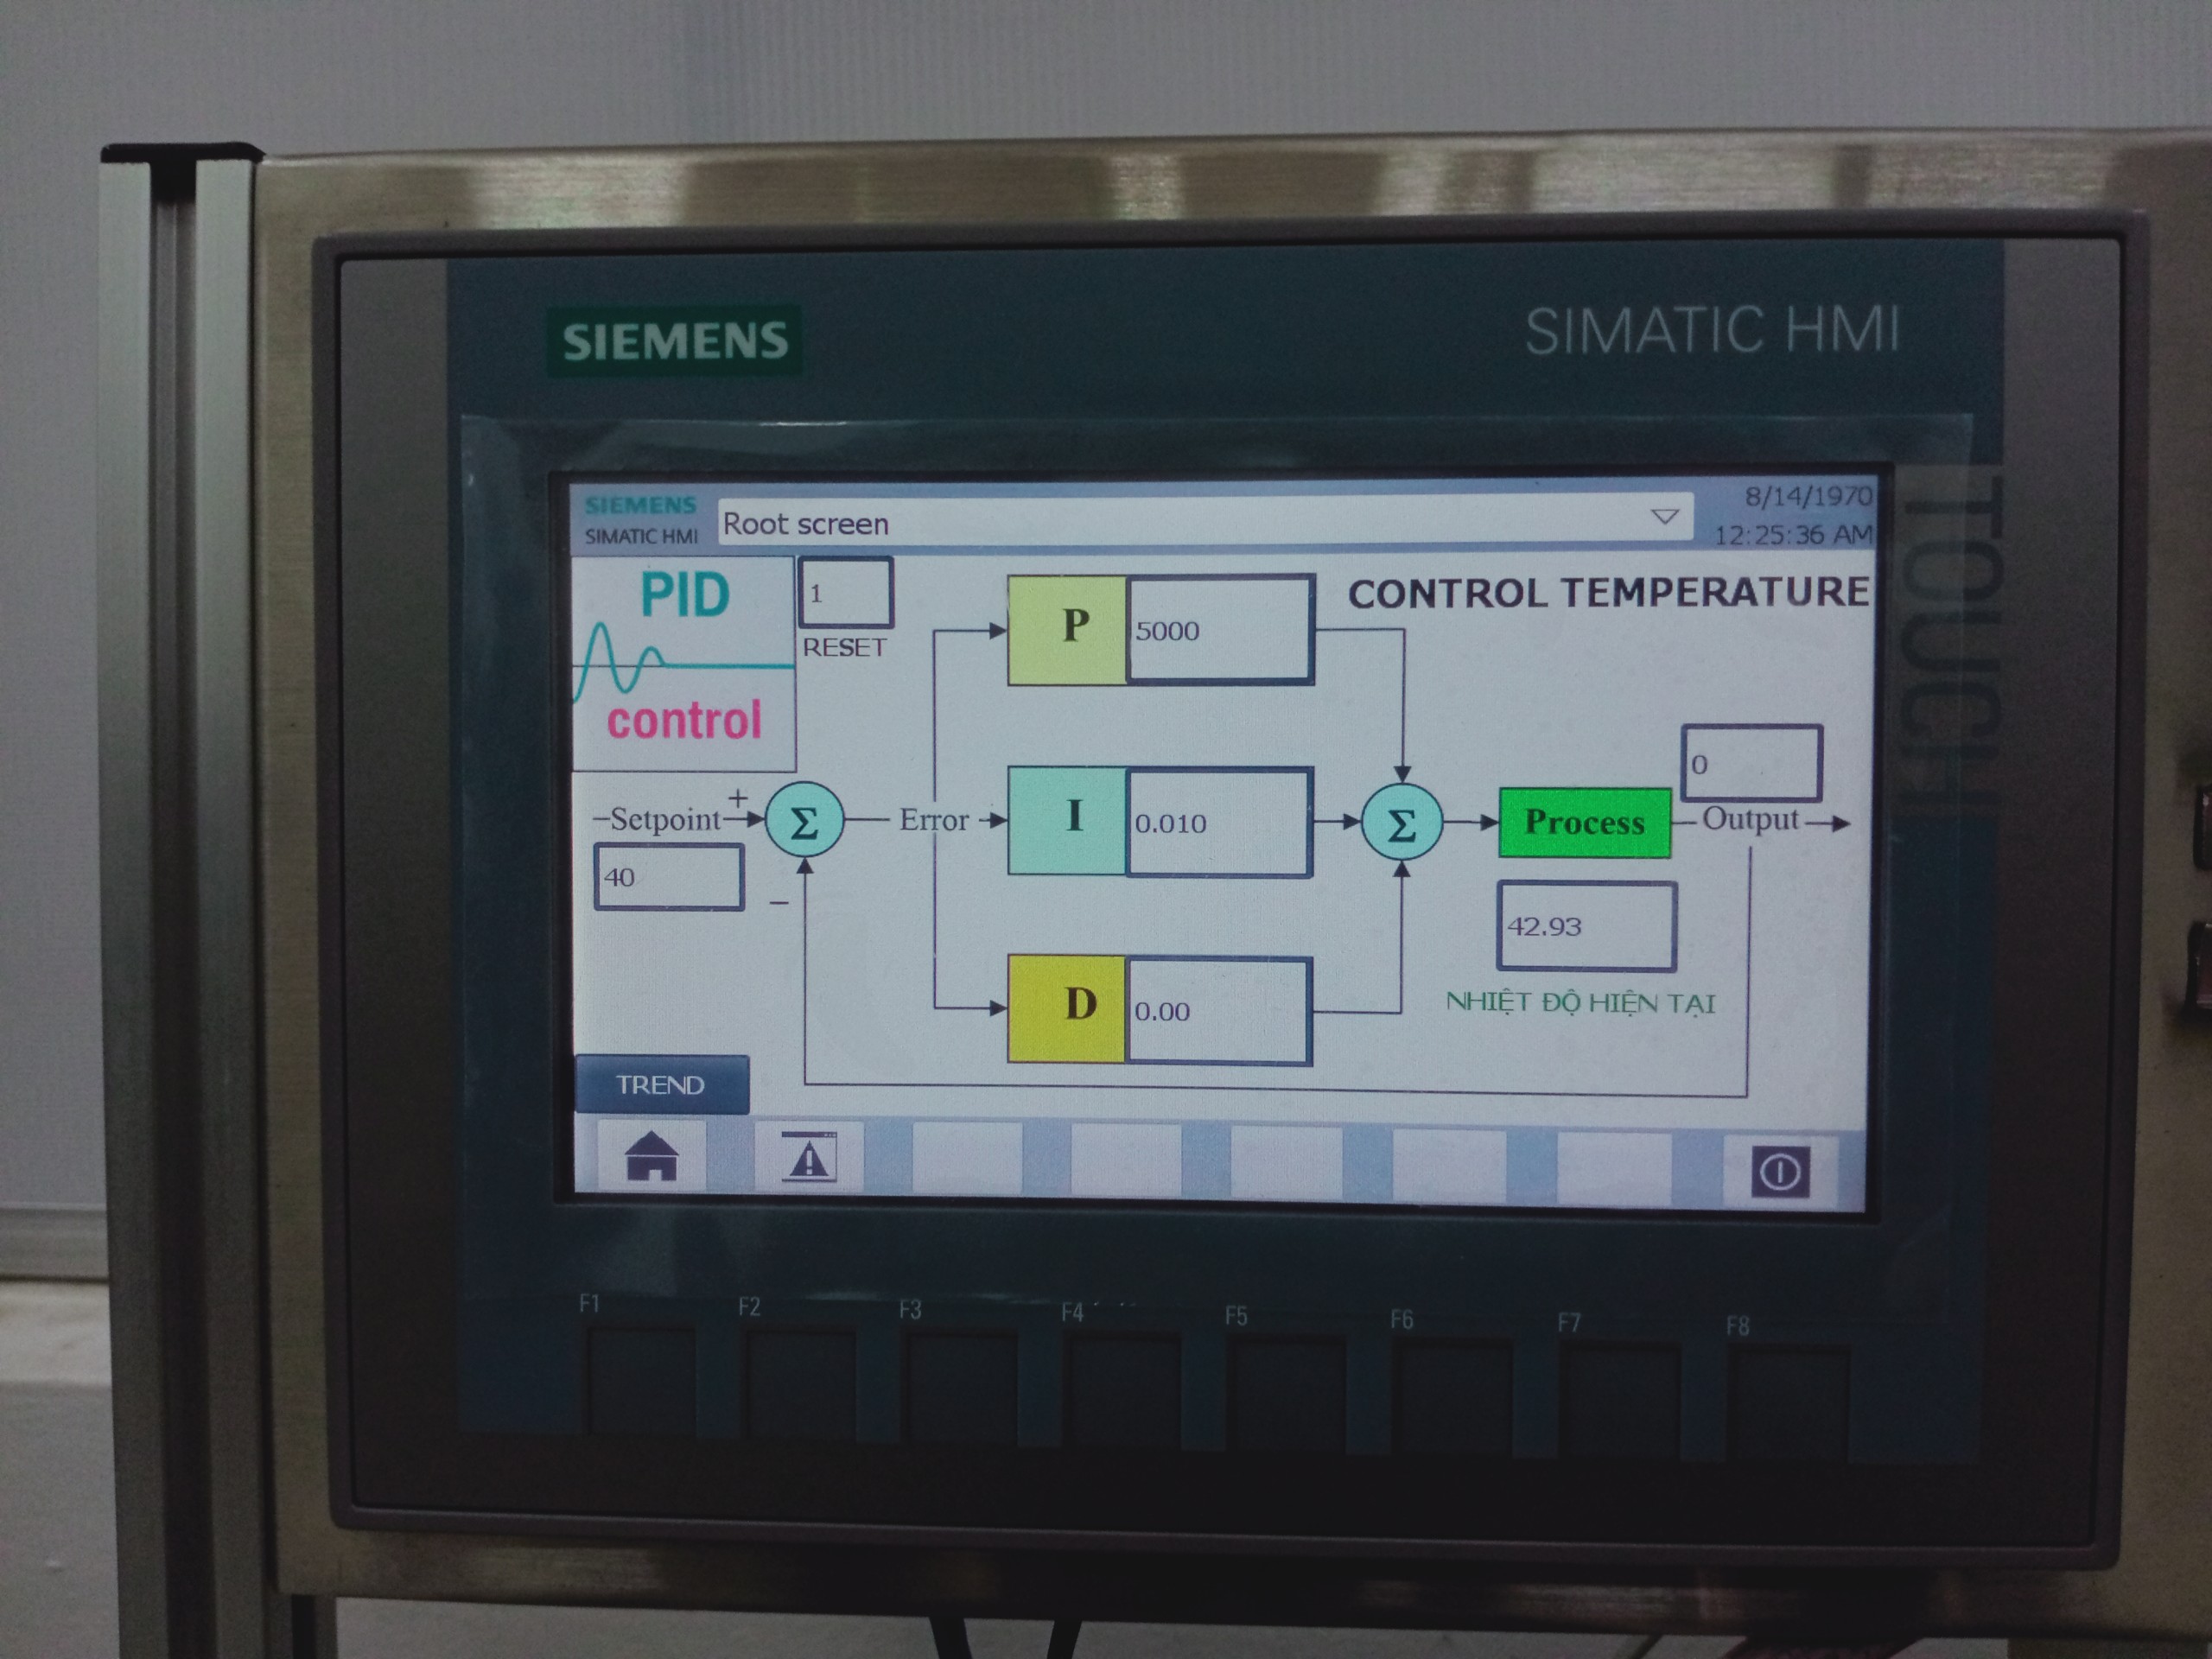 SIEMENS
SIMATIC HMI
TOUCH
SIEMENS
SIMATIC HMI
Root screen
8/14/1970
12:25:36 AM
PID
control
1
RESET
CONTROL TEMPERATURE
P
5000
0
+
−Setpoint
Σ
Error
I
0.010
Σ
Process
Output
40
−
42.93
NHIỆT ĐỘ HIỆN TẠI
D
0.00
TREND
F1 F2 F3 F4 F5 F6 F7 F8